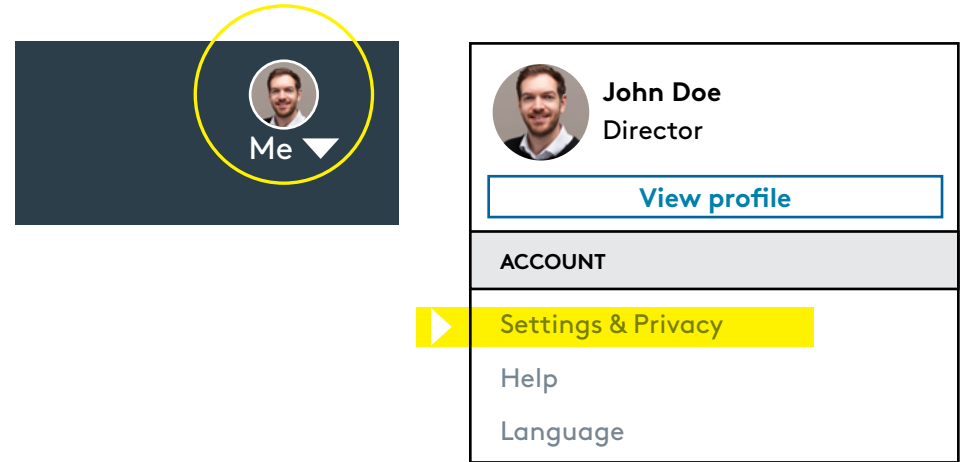 Me
John Doe
Director
View profile
ACCOUNT
Settings & Privacy
Help
Language